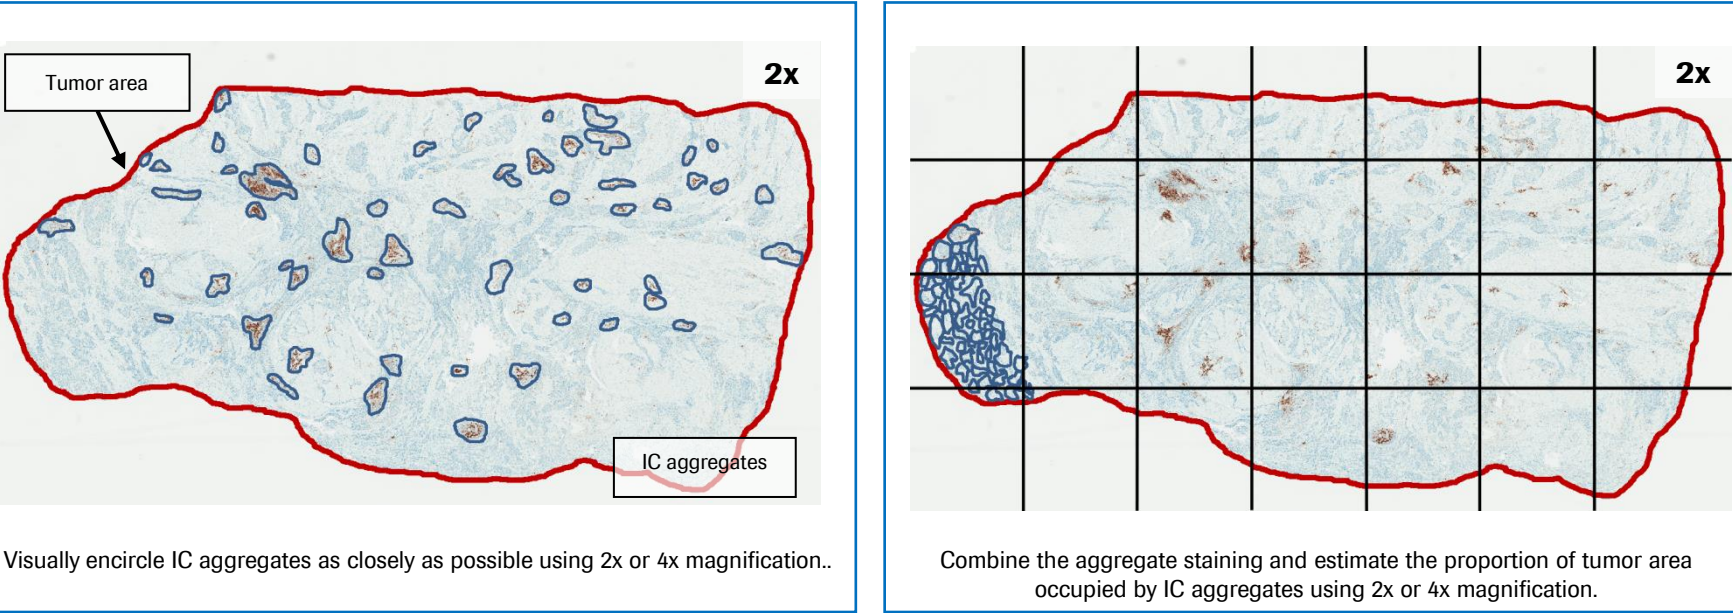 Tumor area
2x
IC aggregates
Visually encircle IC aggregates as closely as possible using 2x or 4x magnification..
2x
Combine the aggregate staining and estimate the proportion of tumor area
occupied by IC aggregates using 2x or 4x magnification.